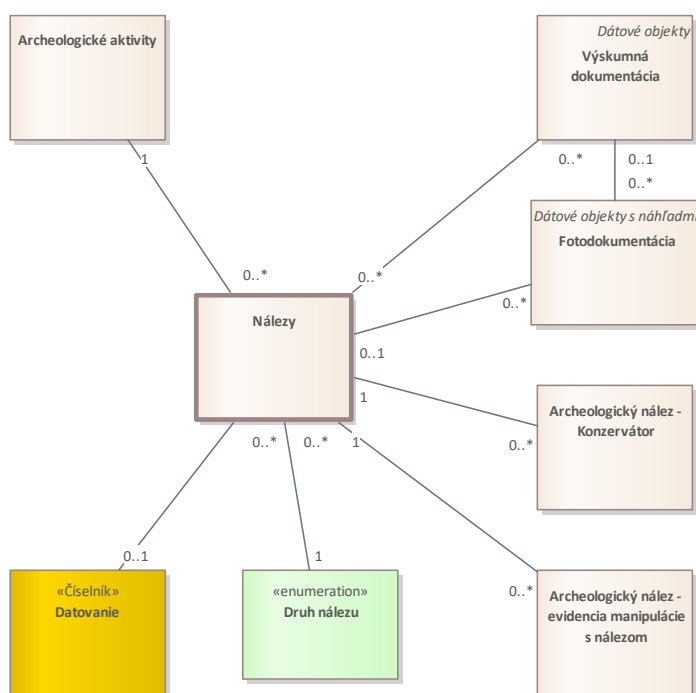 Archeologické aktivity
Dátové objekty
Výskumná
dokumentácia
1
0..*
0..1
0..*
Dátové objekty s náhľadmi
Fotodokumentácia
0..*
0..*
0..*
Nálezy
0..1
1
Archeologický nález -
Konzervátor
0..*
0..*
0..*
1
0..1
1
«Číselník»
Datovanie
«enumeration»
Druh nálezu
0..*
Archeologický nález -
evidencia manipulácie
s nálezom